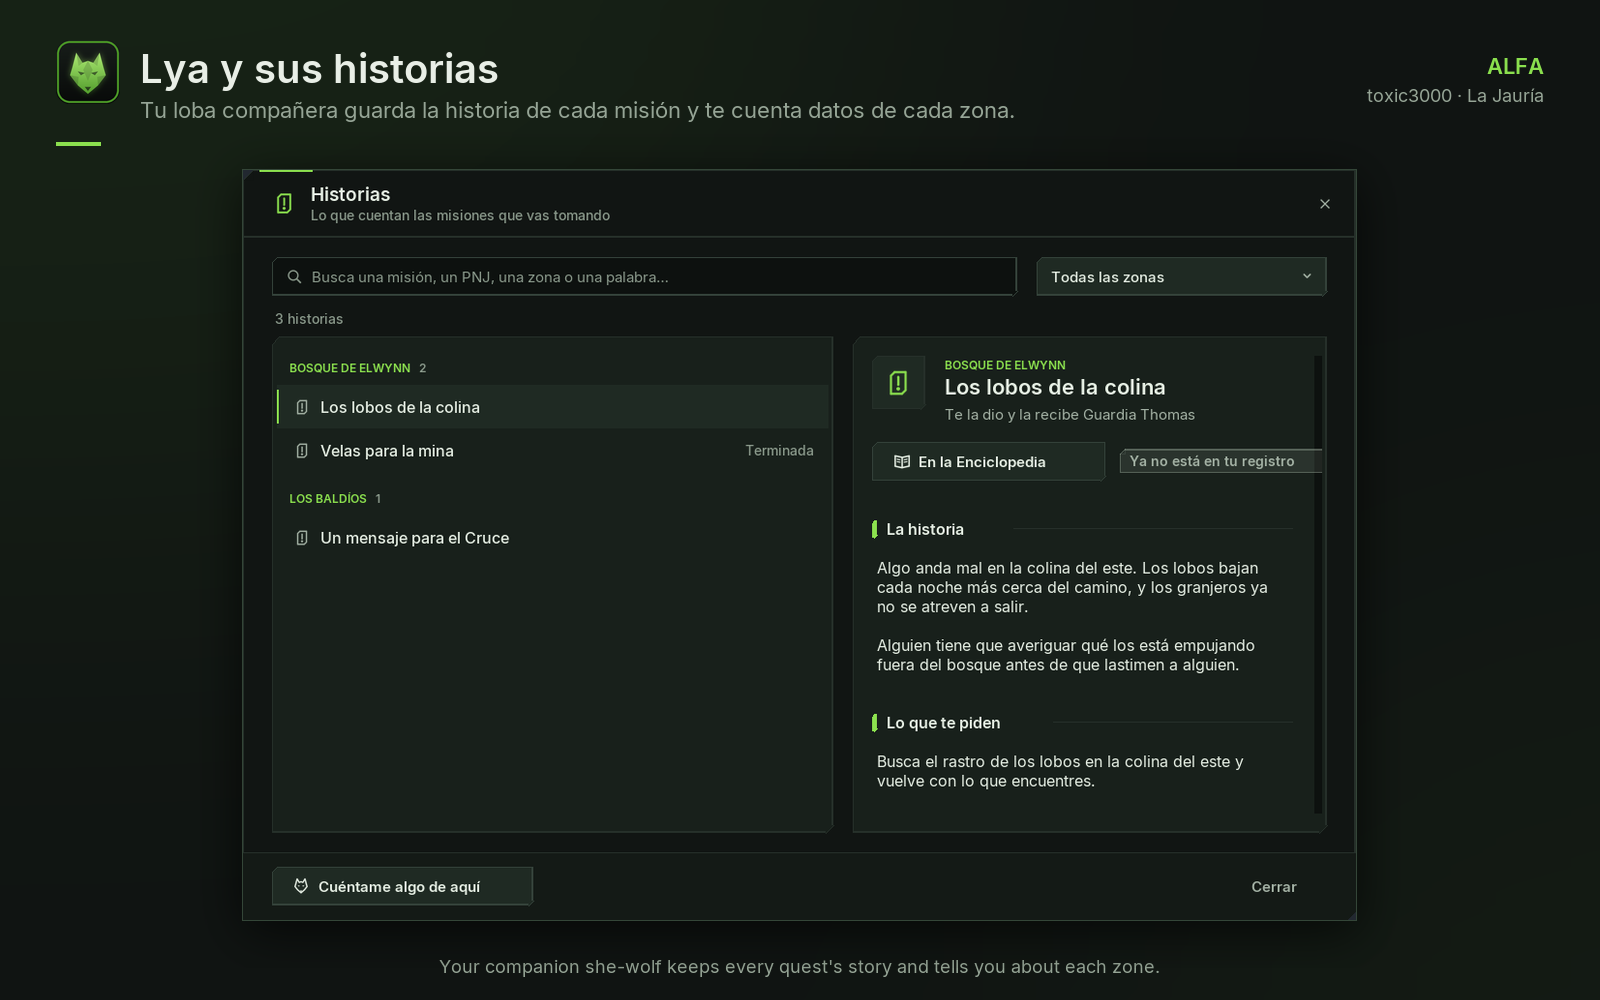 Lya y sus historias
Tu loba compañera guarda la historia de cada misión y te cuenta datos de cada zona.
ALFA
toxic3000 · La Jauría
Historias
Lo que cuentan las misiones que vas tomando
×
Busca una misión, un PNJ, una zona o una palabra...
Todas las zonas
3 historias
BOSQUE DE ELWYNN 2
Los lobos de la colina
Velas para la mina
Terminada
LOS BALDÍOS 1
Un mensaje para el Cruce
BOSQUE DE ELWYNN
Los lobos de la colina
Te la dio y la recibe Guardia Thomas
En la Enciclopedia
Ya no está en tu registro
La historia
Algo anda mal en la colina del este. Los lobos bajan
cada noche más cerca del camino, y los granjeros ya
no se atreven a salir.
Alguien tiene que averiguar qué los está empujando
fuera del bosque antes de que lastimen a alguien.
Lo que te piden
Busca el rastro de los lobos en la colina del este y
vuelve con lo que encuentres.
Cuéntame algo de aquí
Cerrar
Your companion she-wolf keeps every quest's story and tells you about each zone.